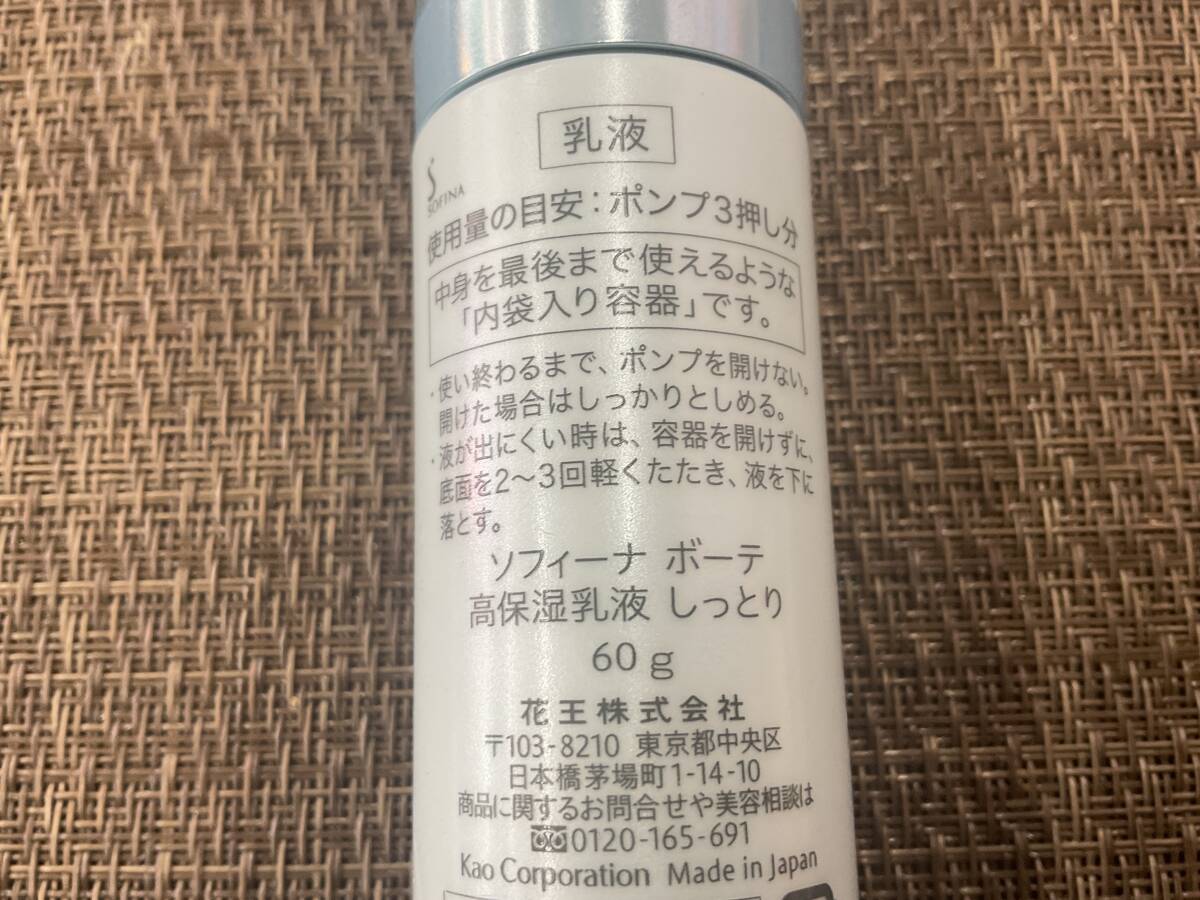 乳液
SOFINA
使用量の目安：ポンプ3押し分
中身を最後まで使えるような
「内袋入り容器」です。
・使い終わるまで、ポンプを開けない。
開けた場合はしっかりとしめる。
・液が出にくい時は、容器を開けずに、
底面を2～3回軽くたたき、液を下に
落とす。
ソフィーナ ボーテ
高保湿乳液 しっとり
60 g
花王株式会社
〒103-8210 東京都中央区
日本橋茅場町1-14-10
商品に関するお問合せや美容相談は
0120-165-691
Kao Corporation Made in Japan